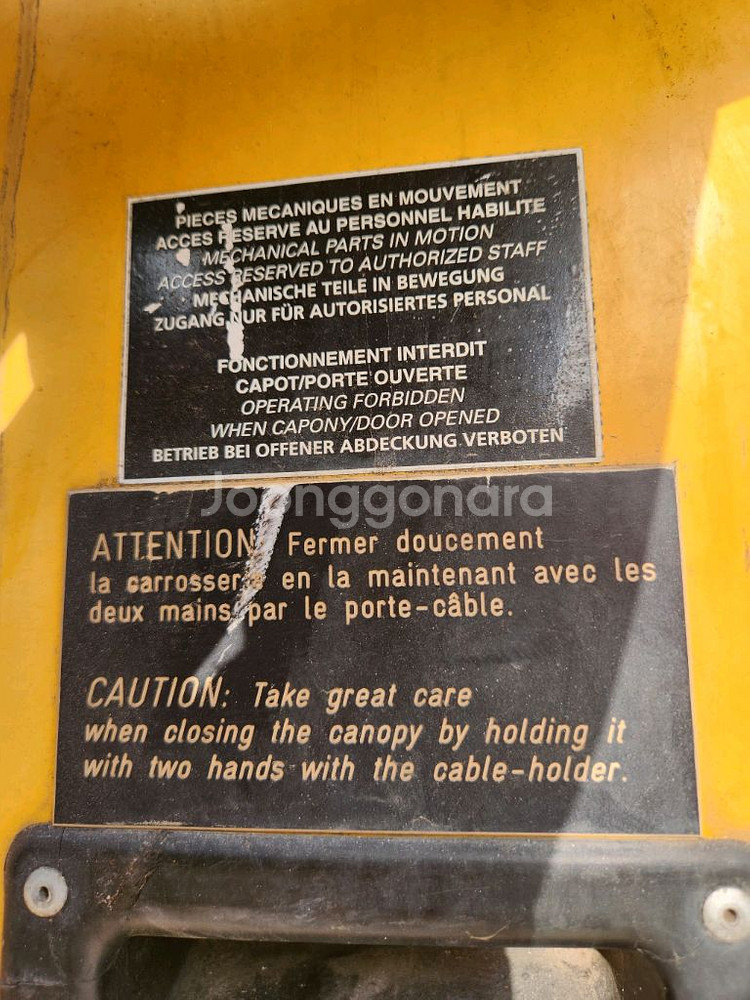 PIECES MECANIQUES EN MOUVEMENT
ACCES RESERVE AU PERSONNEL HABILITE
MECHANICAL PARTS IN MOTION
ACCESS RESERVED TO AUTHORIZED STAFF
MECHANISCHE TEILE IN BEWEGUNG
ZUGANG NUR FÜR AUTORISIERTES PERSONAL
FONCTIONNEMENT INTERDIT
CAPOT/PORTE OUVERTE
OPERATING FORBIDDEN
WHEN CAPONY/DOOR OPENED
BETRIEB BEI OFFENER ABDECKUNG VERBOTEN
Joonggonara
ATTENTION: Fermer doucement
la carrosserie en la maintenant avec les
deux mains par le porte-câble.
CAUTION: Take great care
when closing the canopy by holding it
with two hands with the cable-holder.